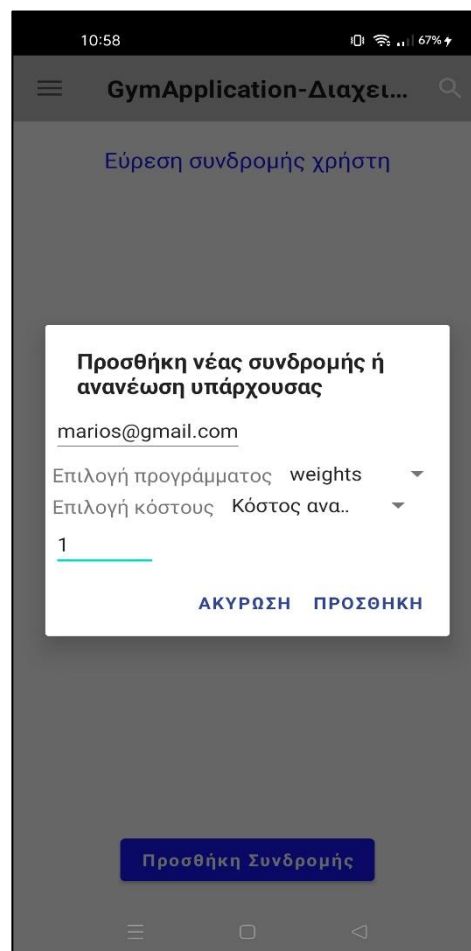 10:58
67%
GymApplication-Διαχει...
Εύρεση συνδρομής χρήστη
Προσθήκη νέας συνδρομής ή
ανανέωση υπάρχουσας
marios@gmail.com
Επιλογή προγράμματος weights
Επιλογή κόστους Κόστος ανα..
1
ΑΚΥΡΩΣΗ ΠΡΟΣΘΗΚΗ
Προσθήκη Συνδρομής